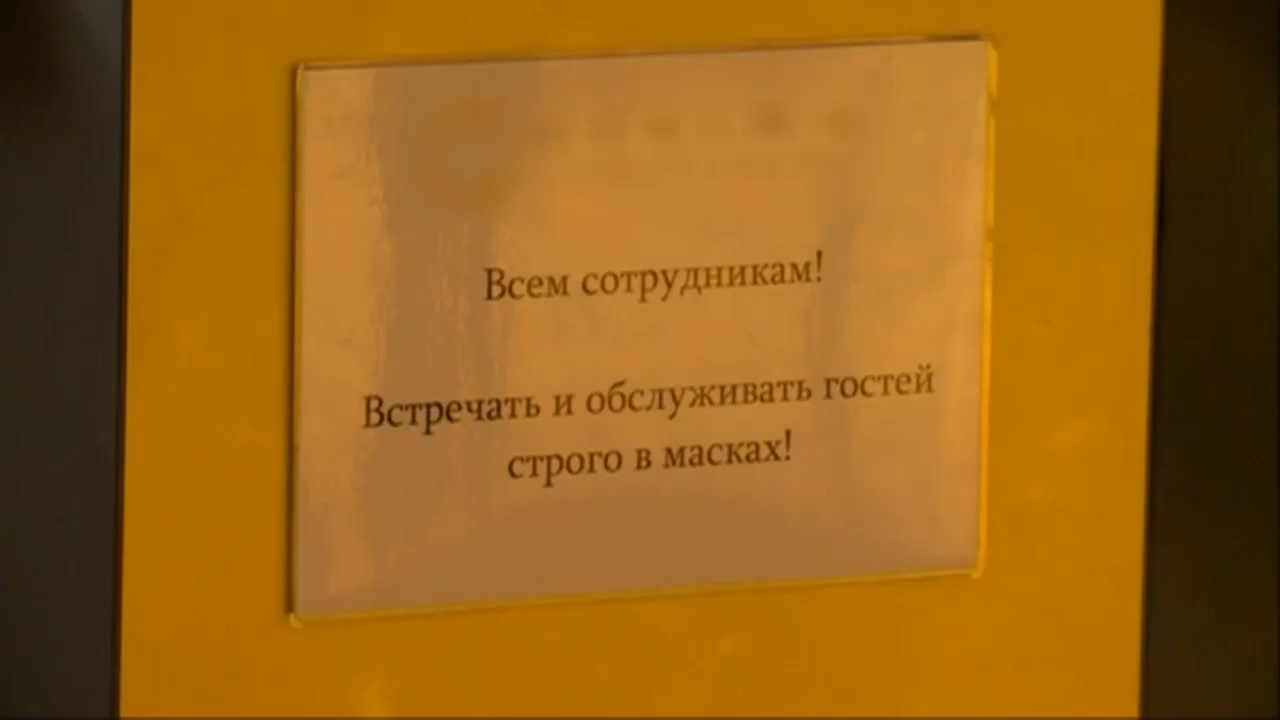 Всем сотрудникам!
Встречать и обслуживать гостей
строго в масках!